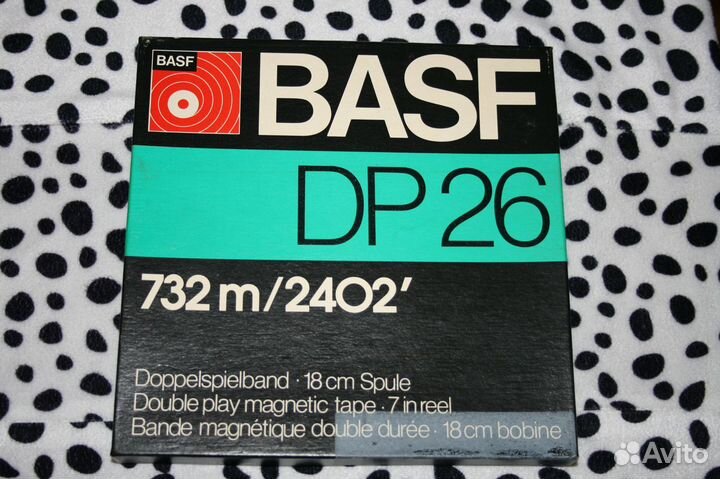 BASF
BASF
DP 26
732 m/2402'
Doppelspielband · 18 cm Spule
Double play magnetic tape · 7 in reel
Bande magnétique double durée · 18 cm bobine
Avito